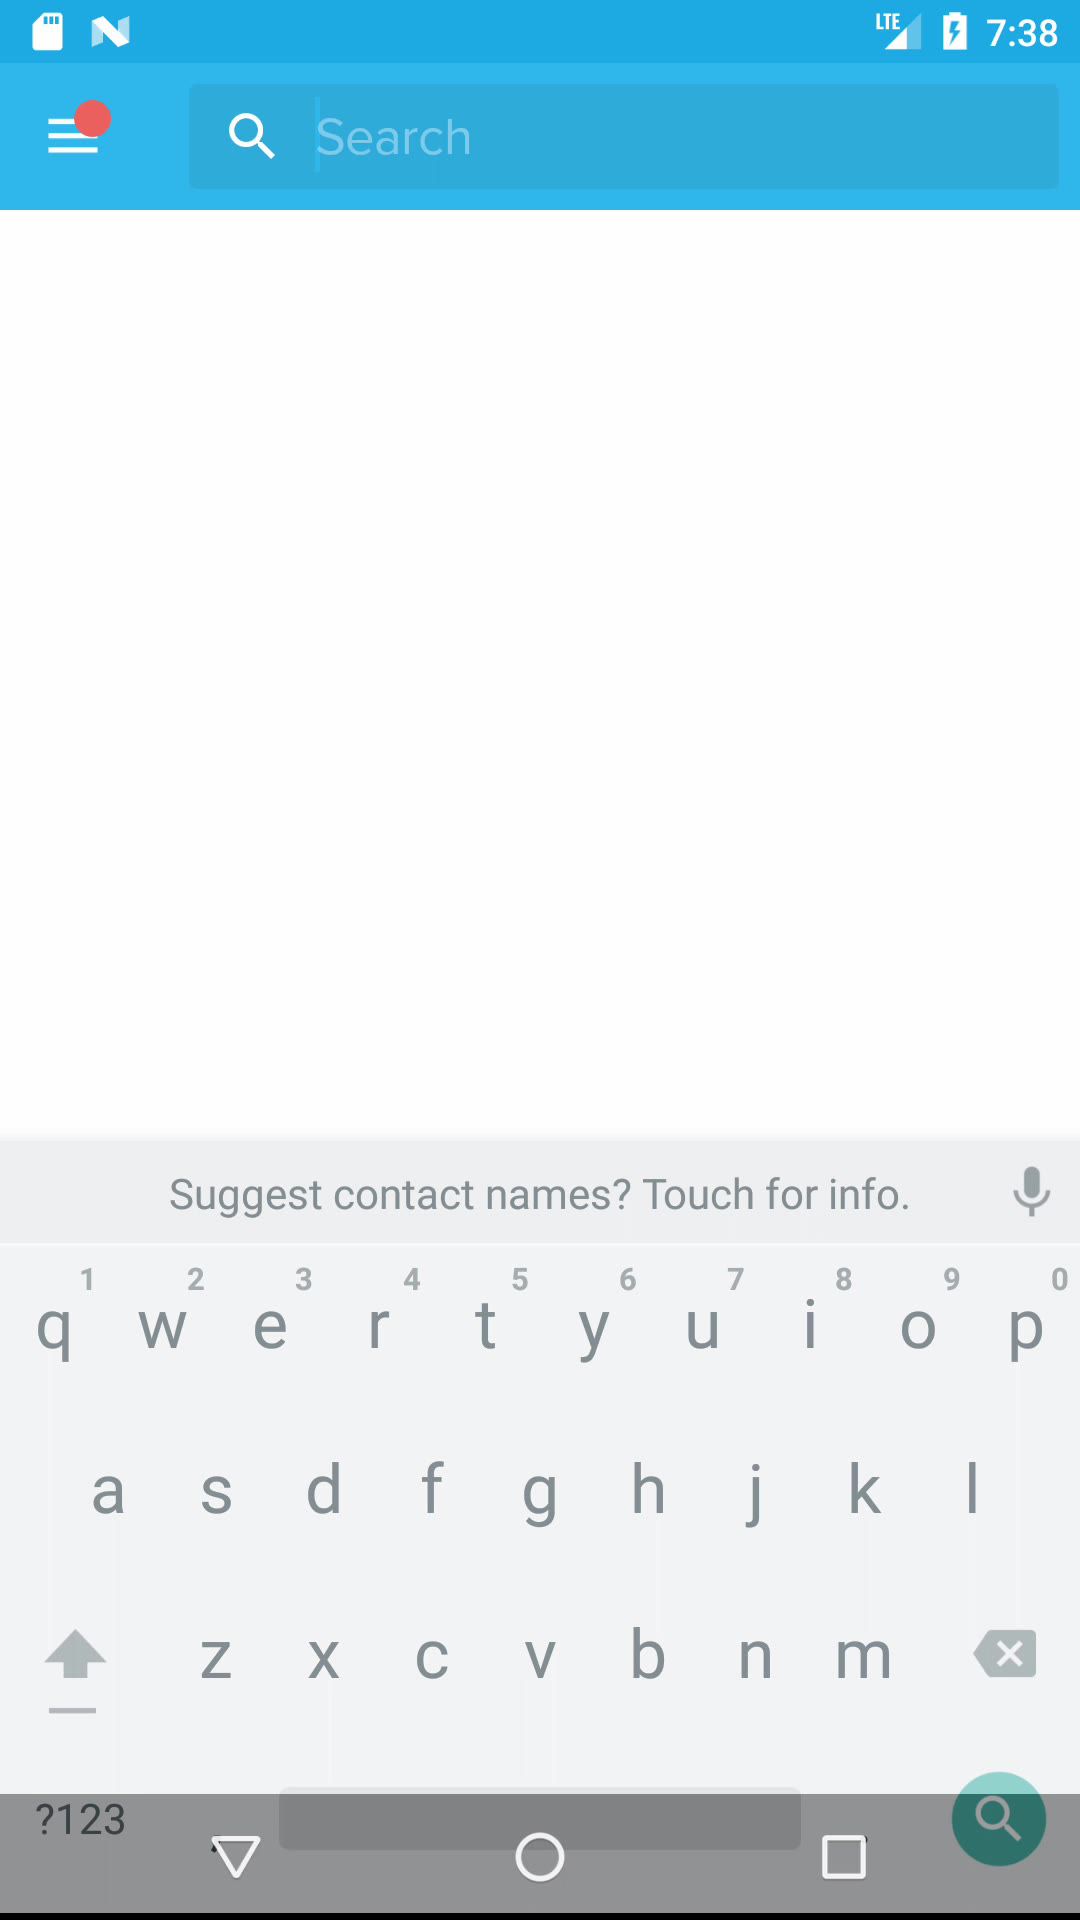 LTE 7:38
Search
Suggest contact names? Touch for info.
1 2 3 4 5 6 7 8 9 0
q w e r t y u i o p
a s d f g h j k l
z x c v b n m
?123